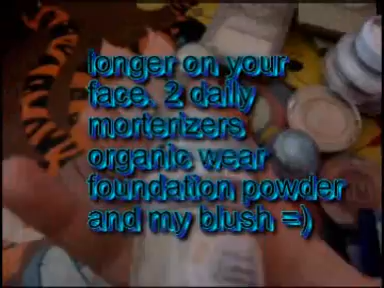 longer on your
face. 2 daily
morterizers
organic wear
foundation powder
and my blush =)